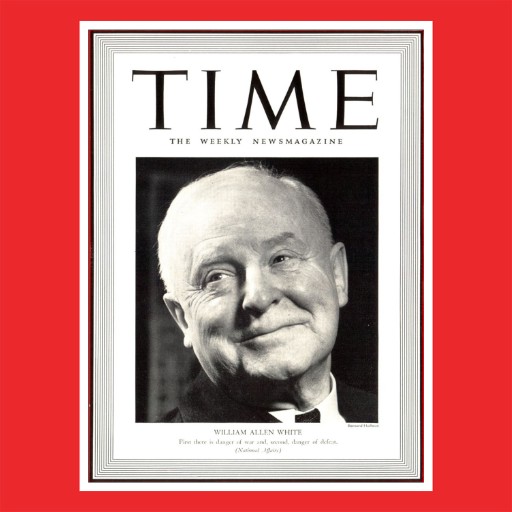 TIME
THE WEEKLY NEWSMAGAZINE
WILLIAM ALLEN WHITE
First there is danger of war and, second, danger of defeat.
(National Affairs)